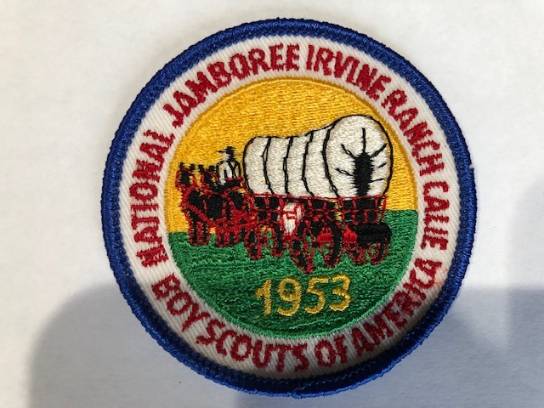 NATIONAL JAMBOREE IRVINE RANCH CALIF
1953
BOY SCOUTS OF AMERICA